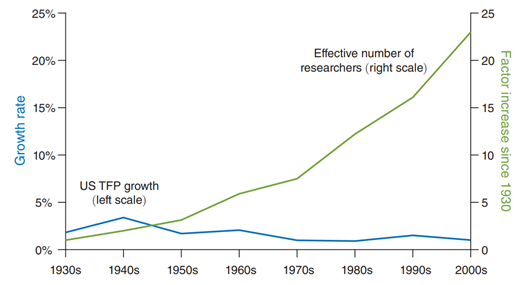 25%
20%
15%
10%
5%
0%
Growth rate
Effective number of
researchers (right scale)
US TFP growth
(left scale)
25
20
15
10
5
0
Factor increase since 1930
1930s 1940s 1950s 1960s 1970s 1980s 1990s 2000s